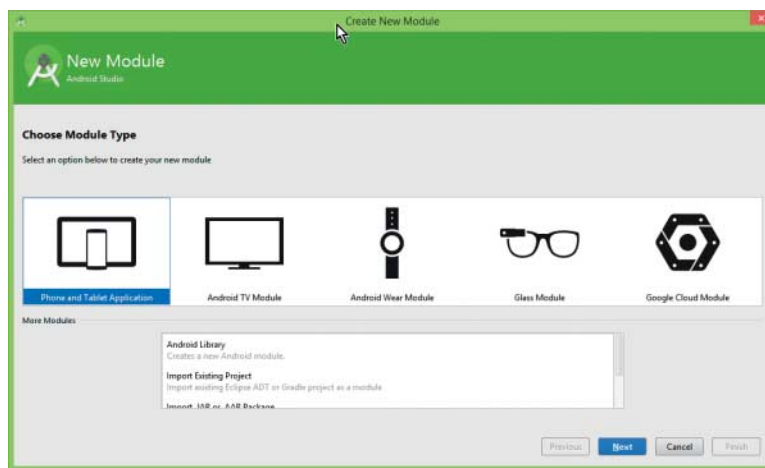 Create New Module
New Module
Android Studio
Choose Module Type
Select an option below to create your new module
Phone and Tablet Application
Android TV Module
Android Wear Module
Glass Module
Google Cloud Module
More Modules
Android Library
Creates a new Android module.
Import Existing Project
Import existing Eclipse ADT or Gradle project as a module
Import .JAR or .AAR Package
Previous
Next
Cancel
Finish